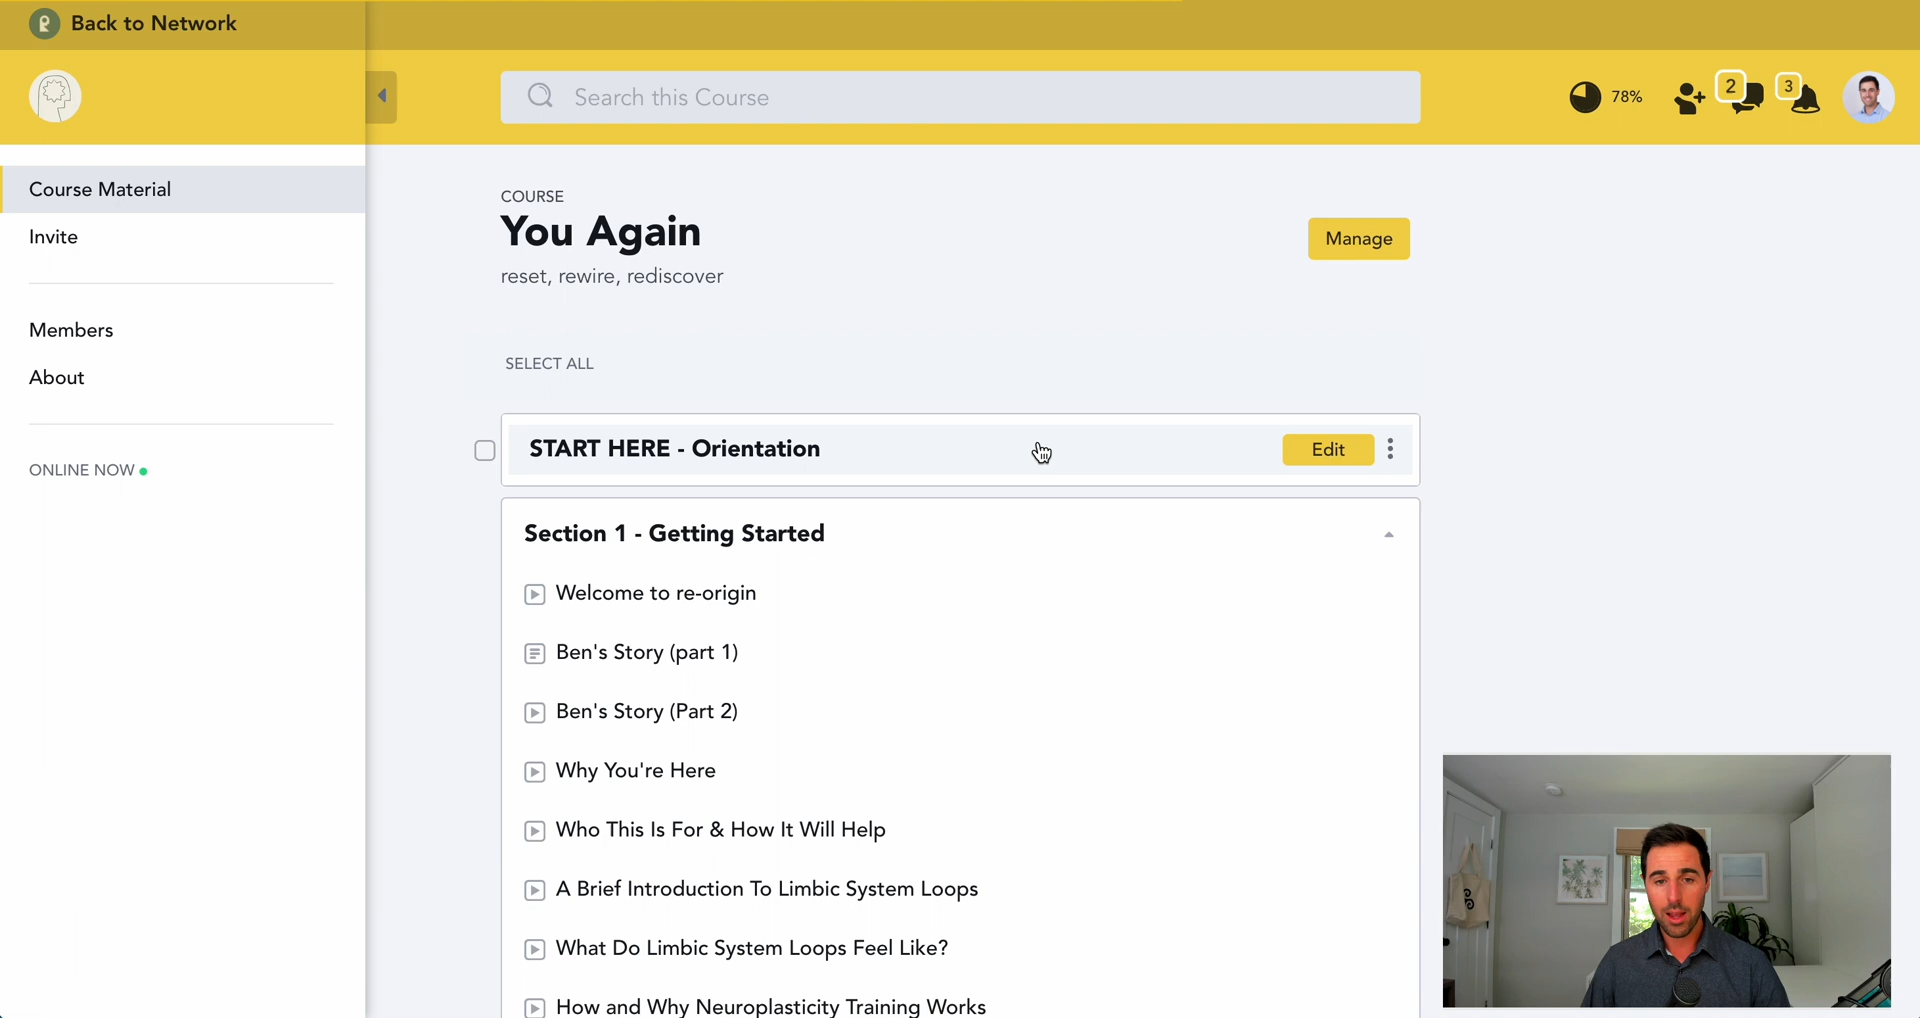 Back to Network
Search this Course
78%
2
3
Course Material
Invite
Members
About
ONLINE NOW
COURSE
You Again
reset, rewire, rediscover
Manage
SELECT ALL
START HERE - Orientation
Edit
Section 1 - Getting Started
Welcome to re-origin
Ben's Story (part 1)
Ben's Story (Part 2)
Why You're Here
Who This Is For & How It Will Help
A Brief Introduction To Limbic System Loops
What Do Limbic System Loops Feel Like?
How and Why Neuroplasticity Training Works